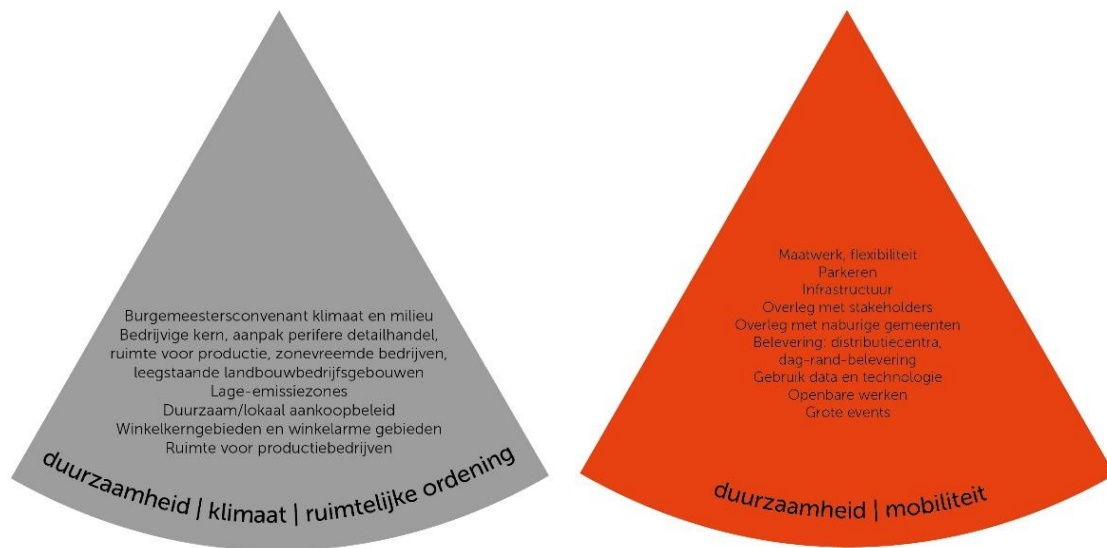 Burgemeestersconvenant klimaat en milieu
Bedrijvige kern, aanpak perifere detailhandel,
ruimte voor productie, zonevreemde bedrijven,
leegstaande landbouwbedrijfsgebouwen
Lage-emissiezones
Duurzaam/lokaal aankoopbeleid
Winkelkerngebieden en winkelarme gebieden
Ruimte voor productiebedrijven
duurzaamheid | klimaat | ruimtelijke ordening
Maatwerk, flexibiliteit
Parkeren
Infrastructuur
Overleg met stakeholders
Overleg met naburige gemeenten
Belevering: distributiecentra,
dag-rand-belevering
Gebruik data en technologie
Openbare werken
Grote events
duurzaamheid | mobiliteit